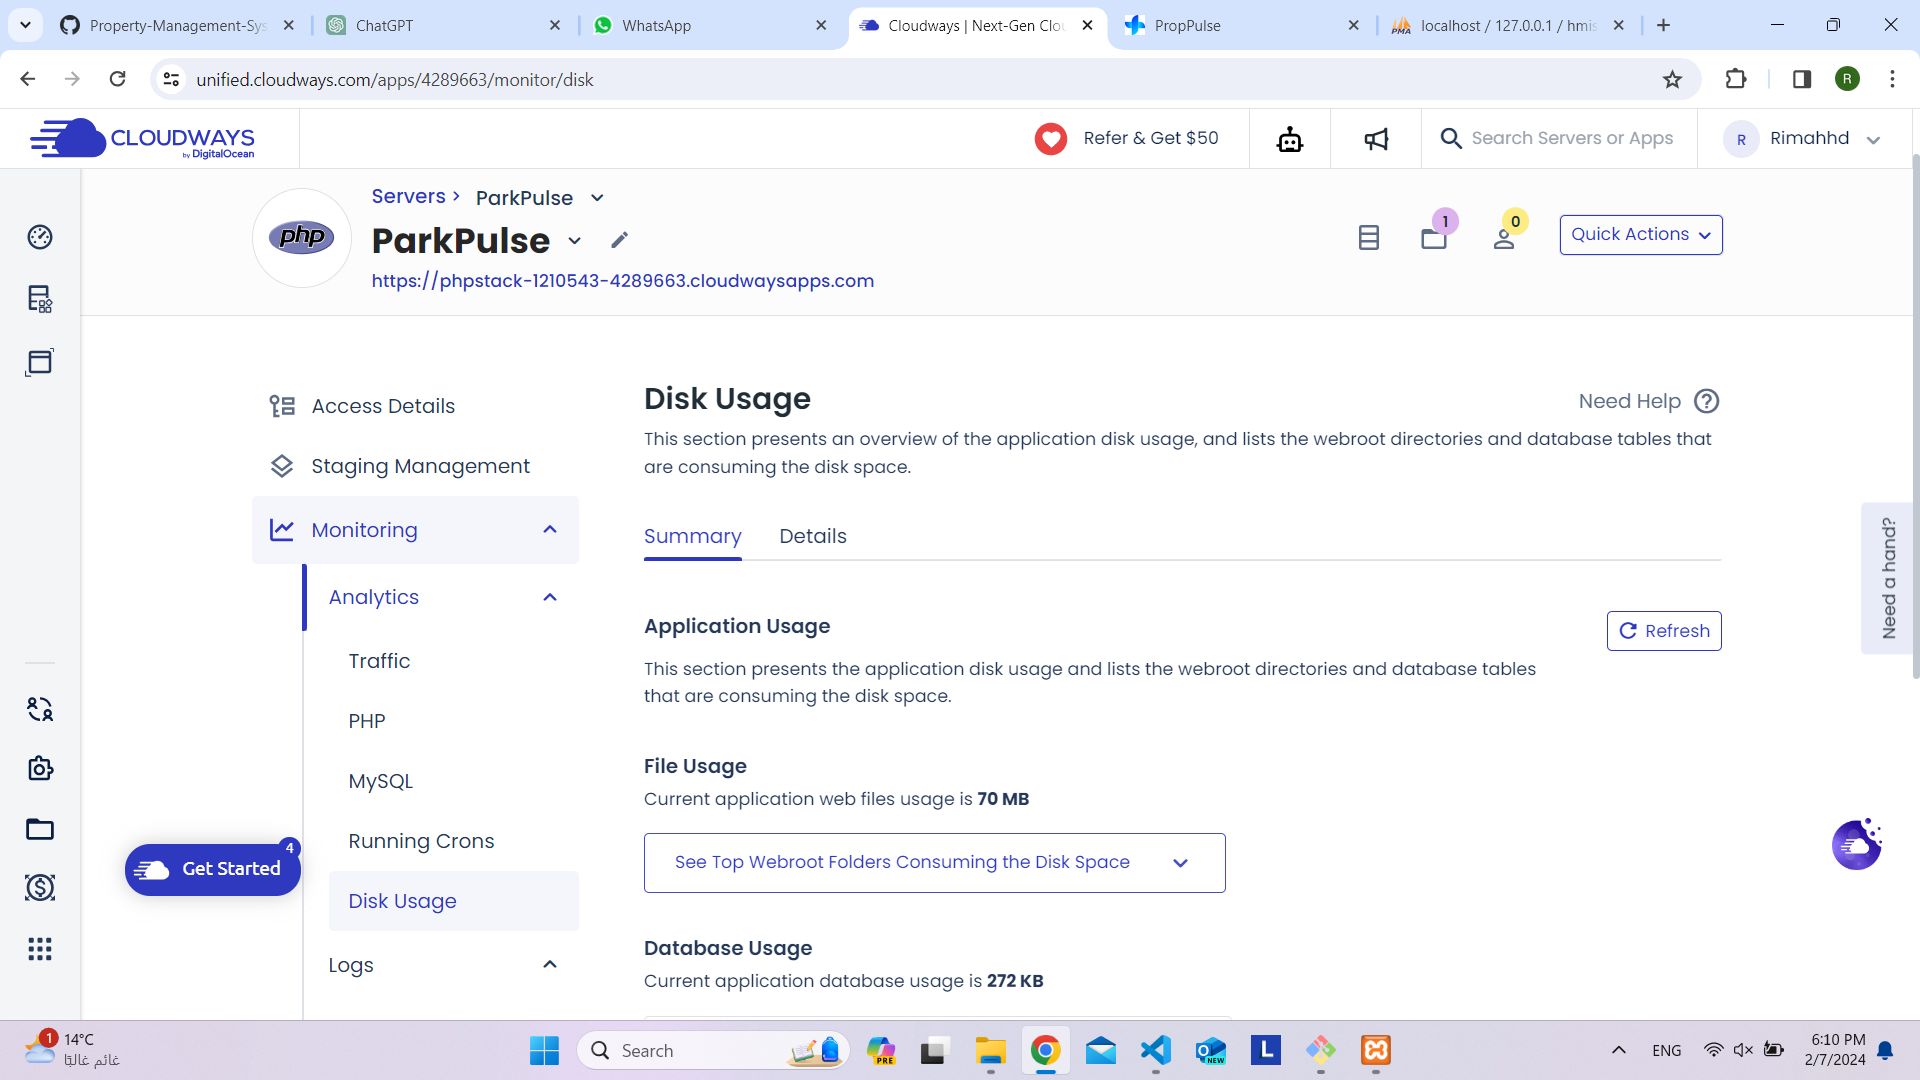 Property-Management-Sys
ChatGPT
WhatsApp
Cloudways | Next-Gen Clou
PropPulse
PMA
localhost / 127.0.0.1 / hmis
unified.cloudways.com/apps/4289663/monitor/disk
R
CLOUDWAYS
by DigitalOcean
Refer & Get $50
Search Servers or Apps
R
Rimahhd
php
Servers >
ParkPulse
ParkPulse
https://phpstack-1210543-4289663.cloudwaysapps.com
1
0
Quick Actions
Access Details
Staging Management
Monitoring
Analytics
Traffic
PHP
MySQL
Running Crons
Disk Usage
Logs
Get Started
4
Disk Usage
Need Help
This section presents an overview of the application disk usage, and lists the webroot directories and database tables that
are consuming the disk space.
Summary
Details
Application Usage
Refresh
This section presents the application disk usage and lists the webroot directories and database tables
that are consuming the disk space.
File Usage
Current application web files usage is 70 MB
See Top Webroot Folders Consuming the Disk Space
Database Usage
Current application database usage is 272 KB
Need a hand?
1
14°C
غائم غالبًا
Search
PRE
NEW
L
ENG
6:10 PM
2/7/2024